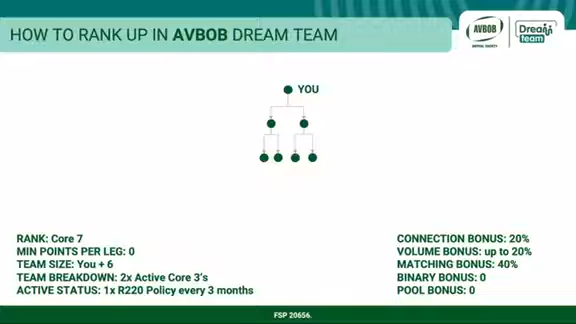 HOW TO RANK UP IN AVBOB DREAM TEAM
AVBOB
MUTUAL SOCIETY
Dream
team
YOU
RANK: Core 7
MIN POINTS PER LEG: 0
TEAM SIZE: You + 6
TEAM BREAKDOWN: 2x Active Core 3's
ACTIVE STATUS: 1x R220 Policy every 3 months
CONNECTION BONUS: 20%
VOLUME BONUS: up to 20%
MATCHING BONUS: 40%
BINARY BONUS: 0
POOL BONUS: 0
FSP 20656.